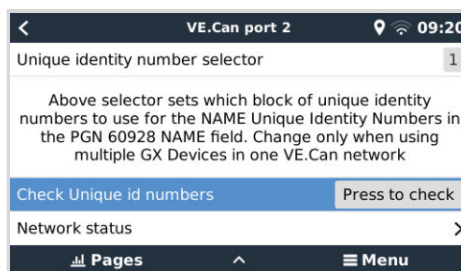 VE.Can port 2
09:20
Unique identity number selector
1
Above selector sets which block of unique identity
numbers to use for the NAME Unique Identity Numbers in
the PGN 60928 NAME field. Change only when using
multiple GX Devices in one VE.Can network
Check Unique id numbers
Press to check
Network status
Pages
Menu